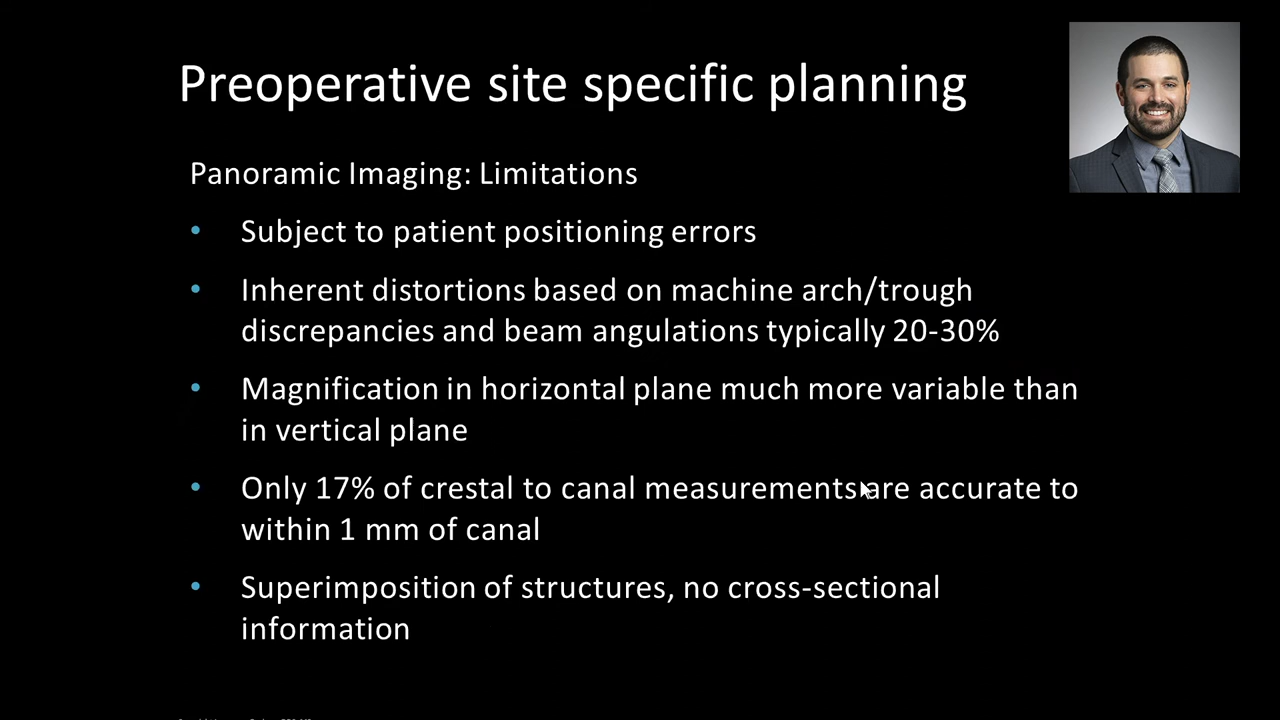 Preoperative site specific planning
Panoramic Imaging: Limitations
• Subject to patient positioning errors
• Inherent distortions based on machine arch/trough
discrepancies and beam angulations typically 20-30%
• Magnification in horizontal plane much more variable than
in vertical plane
• Only 17% of crestal to canal measurements are accurate to
within 1 mm of canal
• Superimposition of structures, no cross-sectional
information